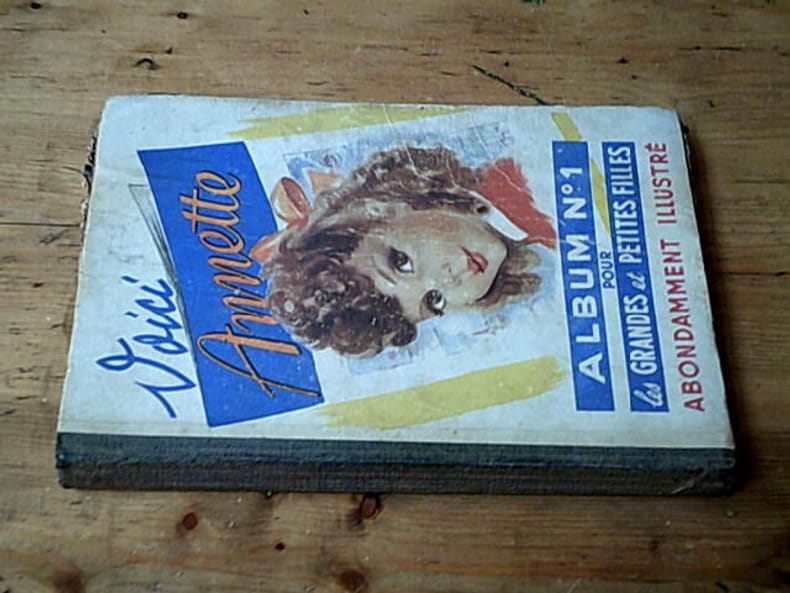 Voici
Annette
ALBUM N° 1
POUR
les GRANDES et PETITES FILLES
ABONDAMMENT ILLUSTRÉ